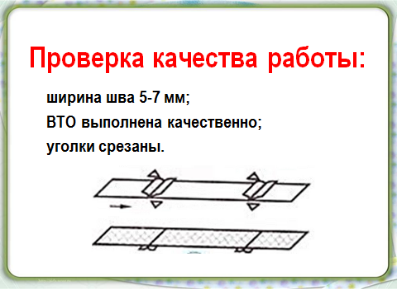 Проверка качества работы:
ширина шва 5-7 мм;
ВТО выполнена качественно;
уголки срезаны.